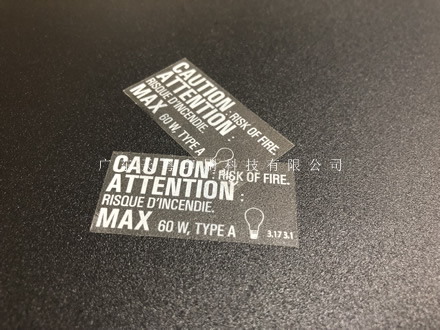 CAUTION : RISK OF FIRE.
ATTENTION :
RISQUE D'INCENDIE.
MAX 60 W, TYPE A
广 刷科技有限公司
CAUTION : RISK OF FIRE.
ATTENTION :
RISQUE D'INCENDIE.
MAX 60 W, TYPE A 3.17 3.1